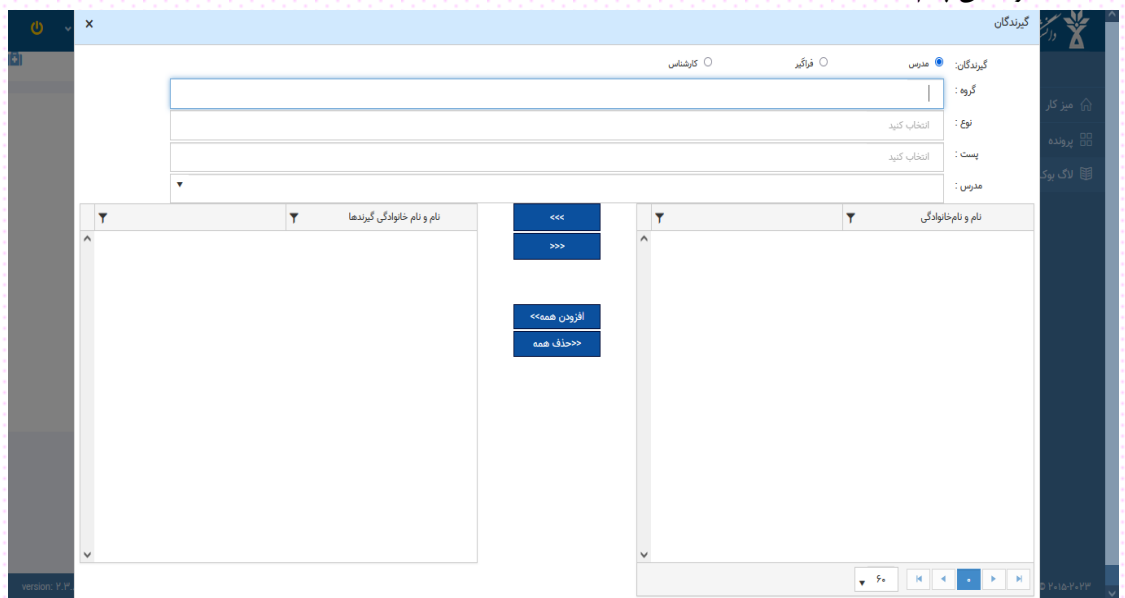 گیرندگان
گیرندگان: مدرس فراگیر کارشناس
گروه :
نوع : انتخاب کنید
پست : انتخاب کنید
مدرس :
نام و نام‌خانوادگی
<<<
>>>
افزودن همه>>
<<حذف همه
نام و نام خانوادگی گیرندها
۶۰
۰
میز کار
پرونده
لاگ بوک
version: ۲.۳.
© ۲۰۱۵-۲۰۲۳